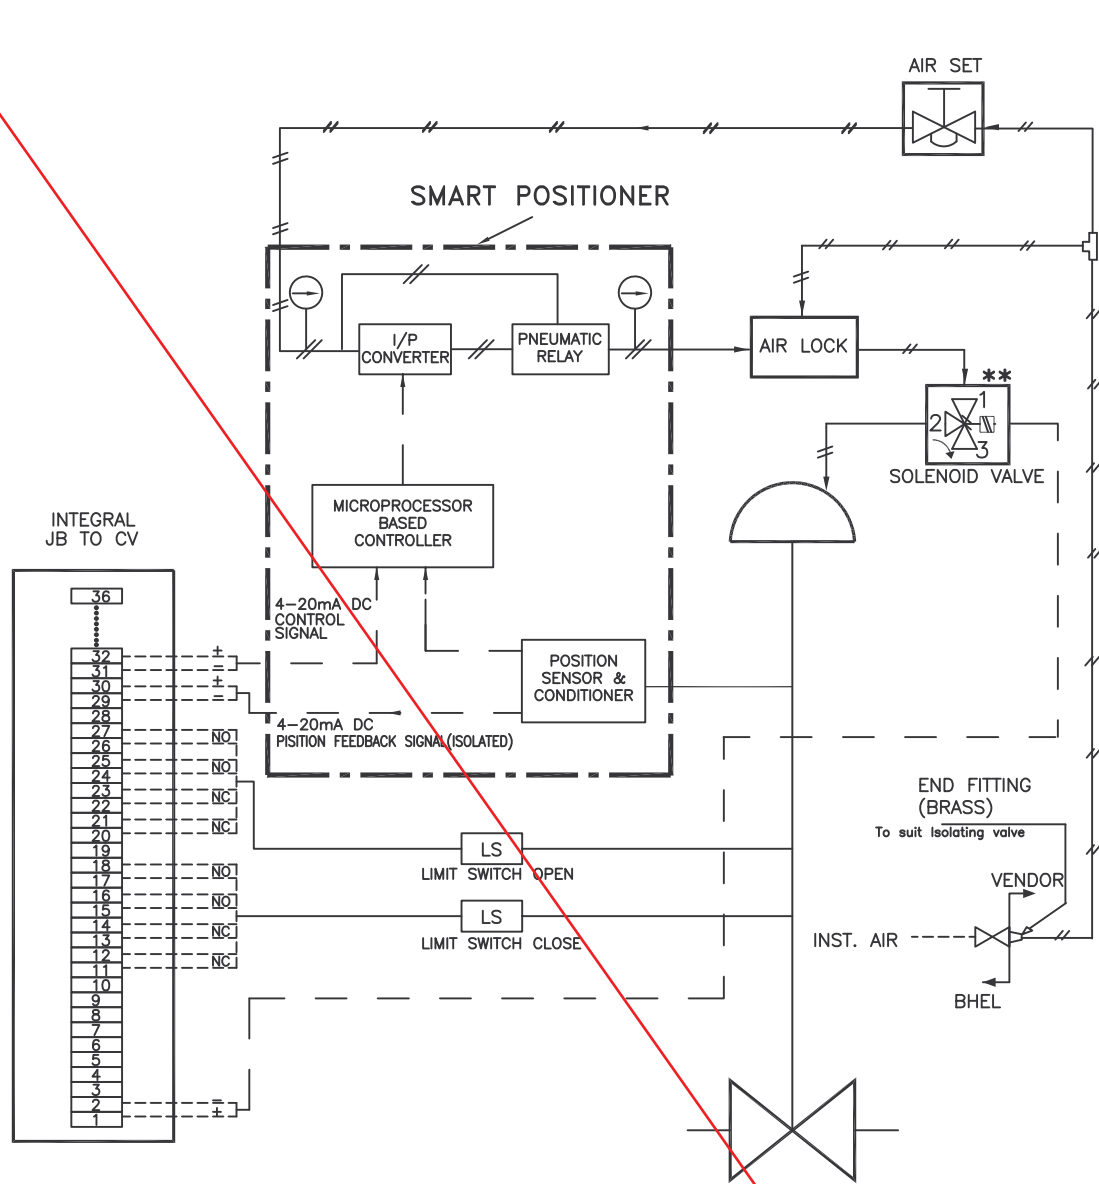 AIR SET
SMART POSITIONER
I/P
CONVERTER
PNEUMATIC
RELAY
AIR LOCK
**
1
2
3
SOLENOID VALVE
MICROPROCESSOR
BASED
CONTROLLER
INTEGRAL
JB TO CV
4-20mA DC
CONTROL
SIGNAL
POSITION
SENSOR &
CONDITIONER
4-20mA DC
PISITION FEEDBACK SIGNAL(ISOLATED)
36
32 +
31 -
30 +
29 -
28
27 NO
26
25 NO
24
23 NC
22
21 NC
20
19
18 NO
17
16 NO
15
14 NC
13
12 NC
11
10
9
8
7
6
5
4
3
2 -
1 +
LS
LIMIT SWITCH OPEN
LS
LIMIT SWITCH CLOSE
END FITTING
(BRASS)
To suit Isolating valve
VENDOR
INST. AIR
BHEL